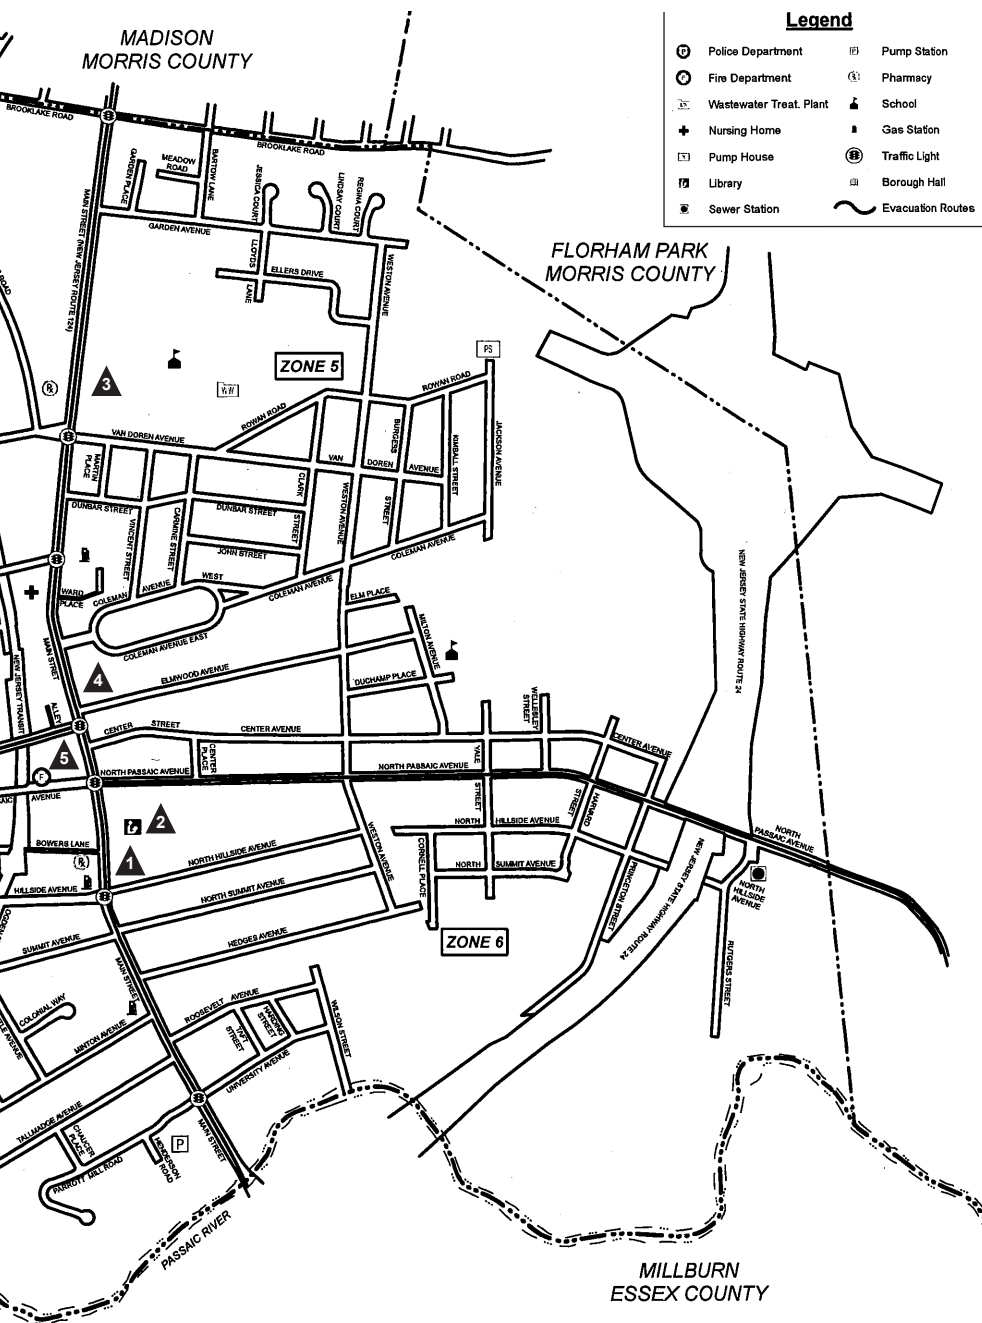 MADISON
MORRIS COUNTY
Legend
Police Department
Fire Department
Wastewater Treat. Plant
Nursing Home
Pump House
Library
Sewer Station
Pump Station
Pharmacy
School
Gas Station
Traffic Light
Borough Hall
Evacuation Routes
BROOKLAKE ROAD
BROOKLAKE ROAD
GARDEN PLACE
MEADOW
ROAD
BARTOW LANE
JESSICA COURT
LINDSAY COURT
REGINA COURT
GARDEN AVENUE
MAIN STREET (NEW JERSEY ROUTE 124)
ROAD
LLOYDS
LANE
ELLERS DRIVE
WESTON AVENUE
FLORHAM PARK
MORRIS COUNTY
ZONE 5
PS
3
WW
ROWAN ROAD
ROWAN ROAD
VAN DOREN AVENUE
VAN
DOREN
AVENUE
MARTIN
PLACE
BURGESS
STREET
KIMBALL STREET
JACKSON AVENUE
CLARK
STREET
WESTON AVENUE
DUNBAR STREET
DUNBAR STREET
VINCENT STREET
CARMINE STREET
JOHN STREET
COLEMAN AVENUE
COLEMAN
AVENUE
WEST
COLEMAN AVENUE
WARD
PLACE
ELM PLACE
MILTON AVENUE
COLEMAN AVENUE EAST
MAIN STRET
NEW JERSEY TRANSIT
4
ELMWOOD AVENUE
DUCHAMP PLACE
NEW JERSEY STATE HIGHWAY ROUTE 24
ALLEY
CENTER
STREET
CENTER AVENUE
CENTER
PLACE
WELLESLEY
STREET
CENTER AVENUE
YALE
STREET
5
F
NORTH PASSAIC AVENUE
NORTH PASSAIC AVENUE
AIC
AVENUE
HARVARD
STREET
NORTH
PASSAIC AVENUE
2
1
BOWERS LANE
NORTH HILLSIDE AVENUE
WESTON AVENUE
NORTH
HILLSIDE AVENUE
CORNELL PLACE
NORTH
SUMMIT AVENUE
PRINCETON STREET
NEW JERSEY STATE HIGHWAY ROUTE 24
NORTH
HILLSIDE
AVENUE
HILLSIDE AVENUE
NORTH SUMMIT AVENUE
HEDGES AVENUE
ZONE 6
RUTGERS STREET
SUMMIT AVENUE
MAIN STREET
COLONIAL WAY
MINTON AVENUE
ROOSEVELT
AVENUE
HARDING
STREET
TAFT
STREET
WILSON STREET
UNIVERSITY AVENUE
TALLMADGE AVENUE
CHAUCER
PLACE
PARROTT MILL ROAD
HENDERSON
ROAD
P
MAIN STREET
PASSAIC RIVER
MILLBURN
ESSEX COUNTY